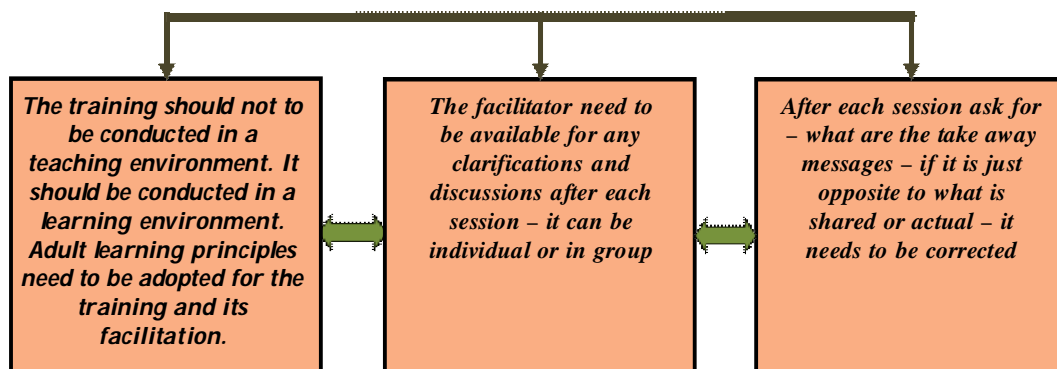 The training should not to
be conducted in a
teaching environment. It
should be conducted in a
learning environment.
Adult learning principles
need to be adopted for the
training and its
facilitation.
The facilitator need to
be available for any
clarifications and
discussions after each
session – it can be
individual or in group
After each session ask for
– what are the take away
messages – if it is just
opposite to what is
shared or actual – it
needs to be corrected